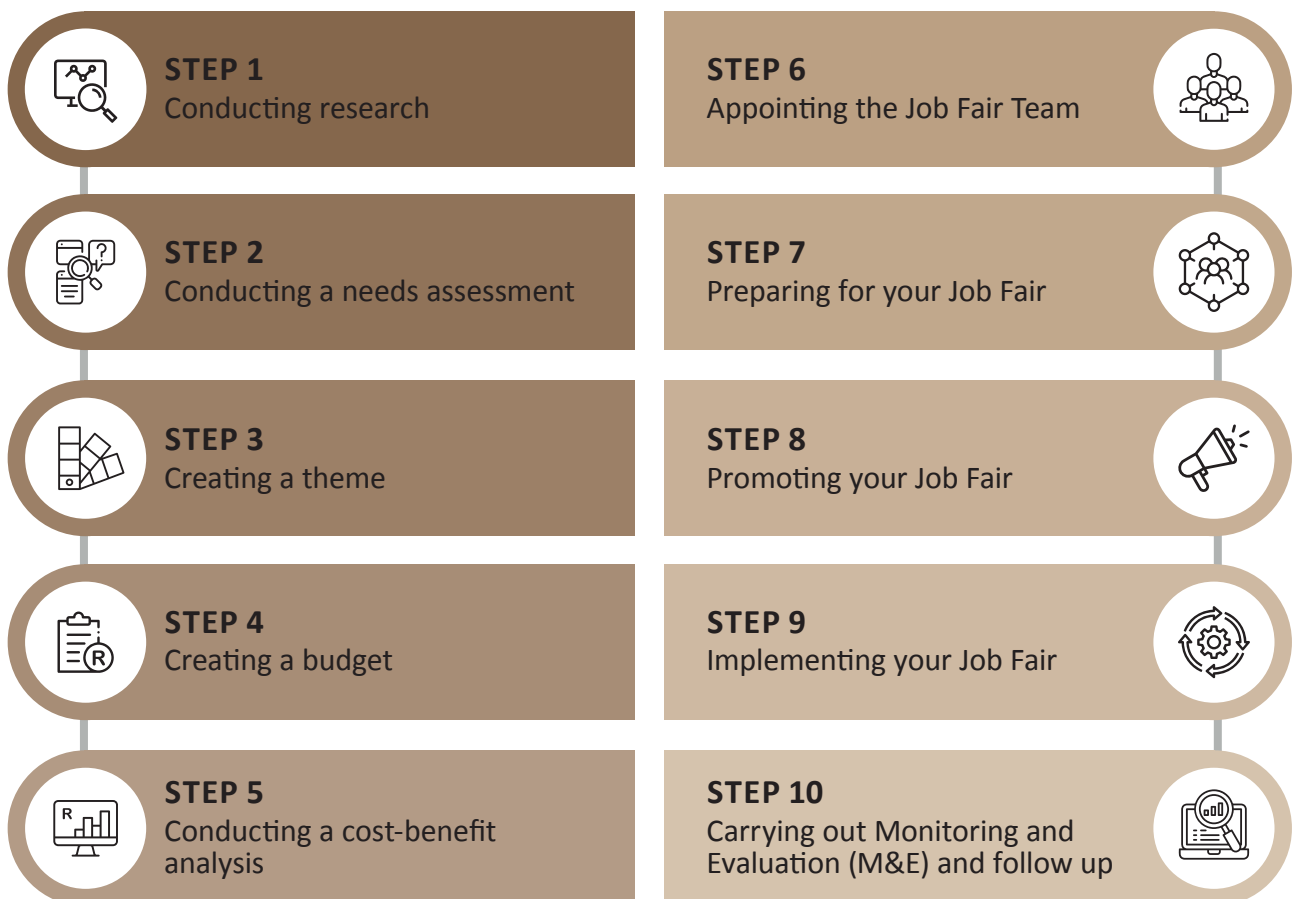 STEP 1
Conducting research
STEP 2
Conducting a needs assessment
STEP 3
Creating a theme
STEP 4
Creating a budget
R
STEP 5
Conducting a cost-benefit
analysis
R
STEP 6
Appointing the Job Fair Team
STEP 7
Preparing for your Job Fair
STEP 8
Promoting your Job Fair
STEP 9
Implementing your Job Fair
STEP 10
Carrying out Monitoring and
Evaluation (M&E) and follow up
?